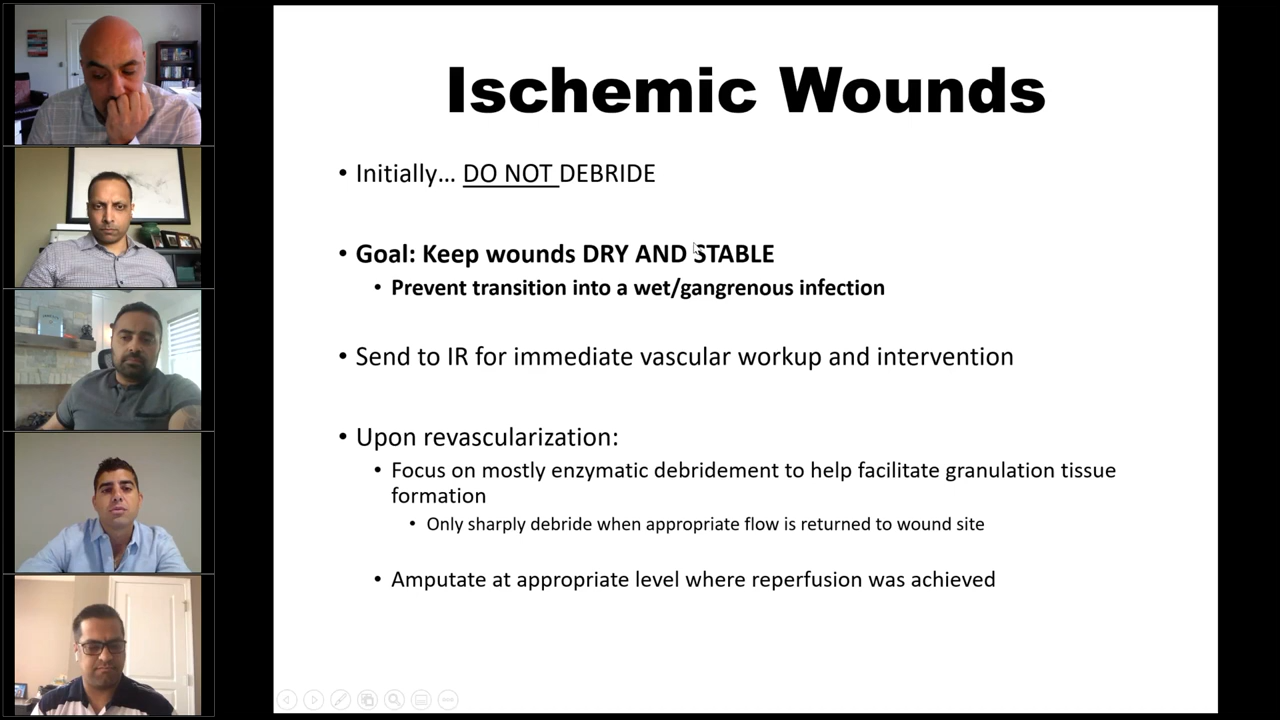 Ischemic Wounds
• Initially… DO NOT DEBRIDE
• Goal: Keep wounds DRY AND STABLE
• Prevent transition into a wet/gangrenous infection
• Send to IR for immediate vascular workup and intervention
• Upon revascularization:
• Focus on mostly enzymatic debridement to help facilitate granulation tissue
formation
• Only sharply debride when appropriate flow is returned to wound site
• Amputate at appropriate level where reperfusion was achieved